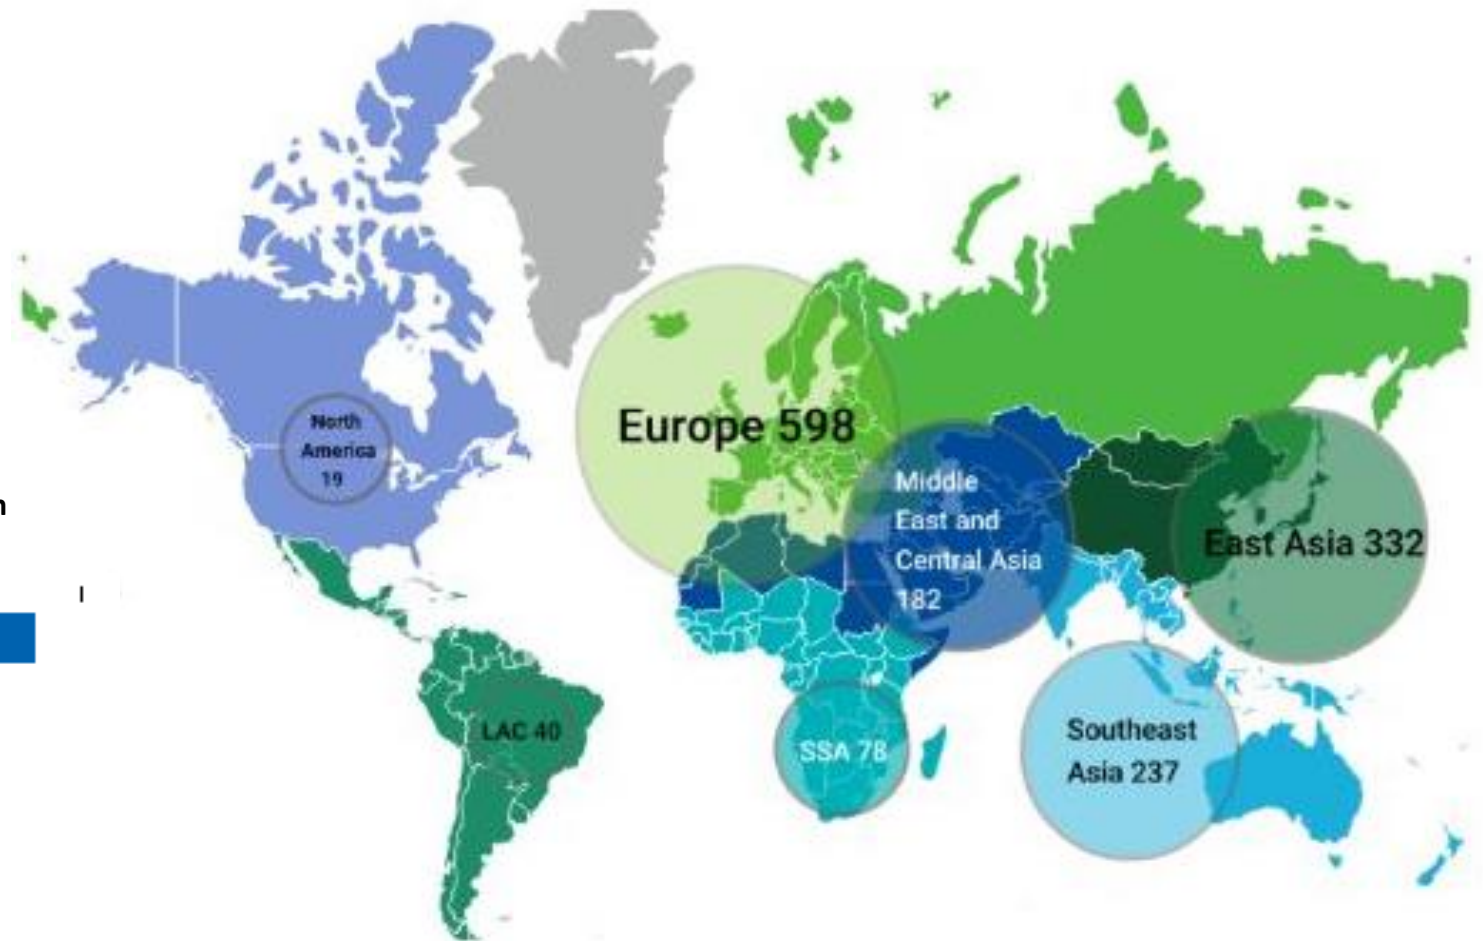 Europe 598
North
America
19
Middle
East and
Central Asia
182
n
East Asia 332
l
LAC 40
SSA 78
Southeast
Asia 237